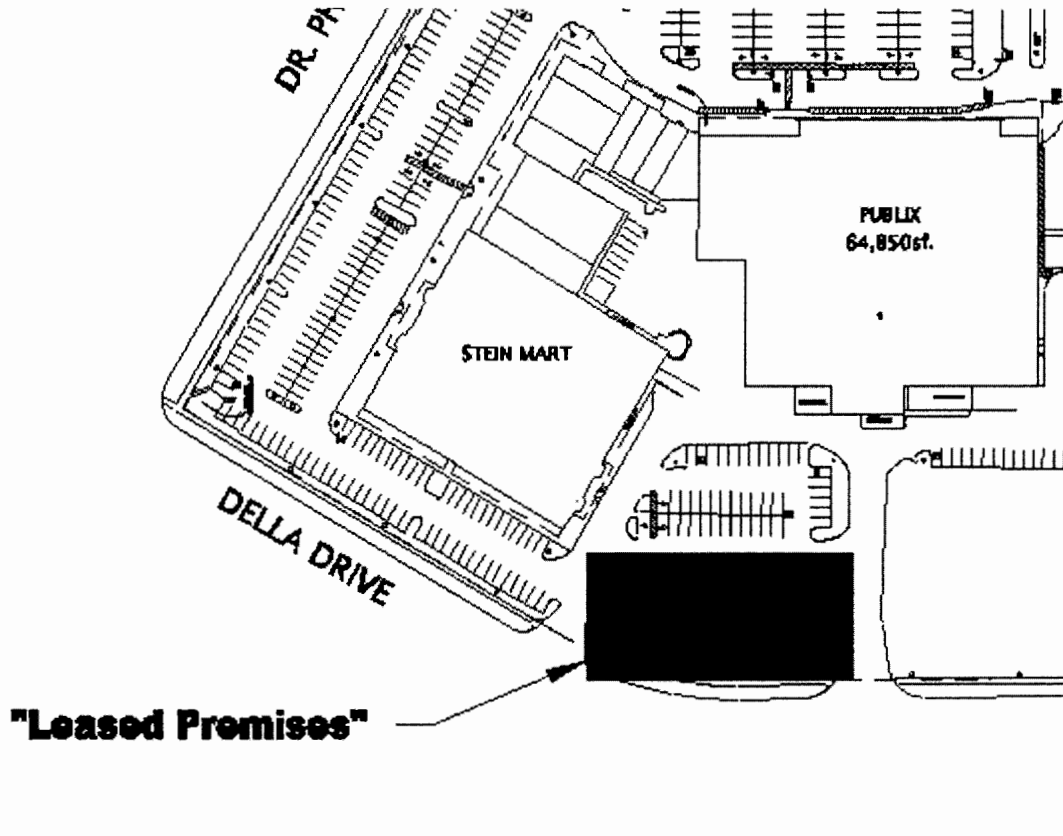 DR. P
PUBLIX
64,850sf.
STEIN MART
DELLA DRIVE
"Leased Premises"